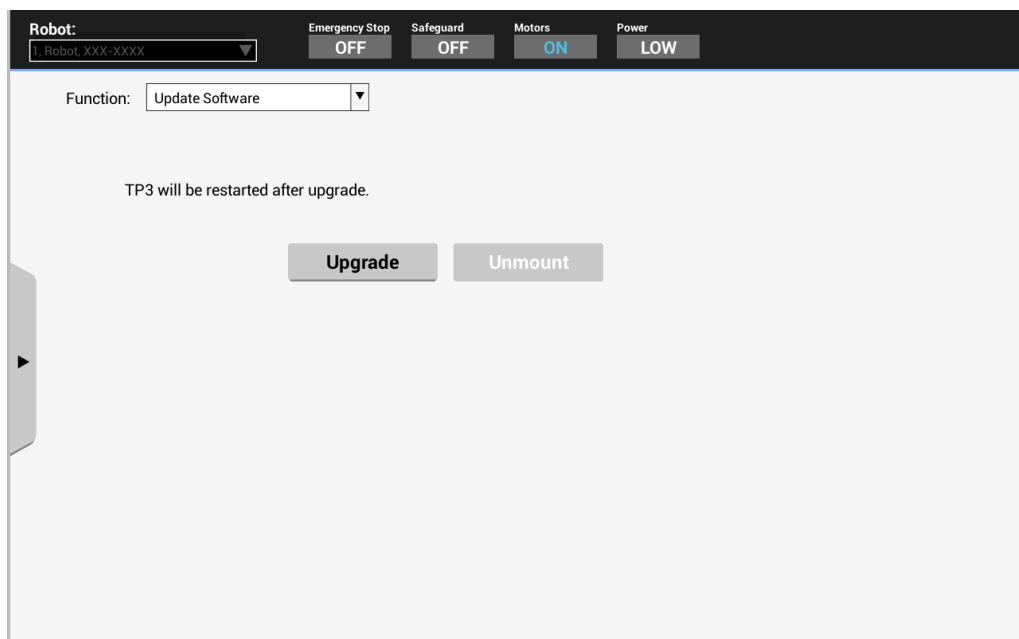 Robot:
1, Robot, XXX-XXXX
Emergency Stop Safeguard Motors Power
OFF OFF ON LOW
Function: Update Software
TP3 will be restarted after upgrade.
Upgrade Unmount